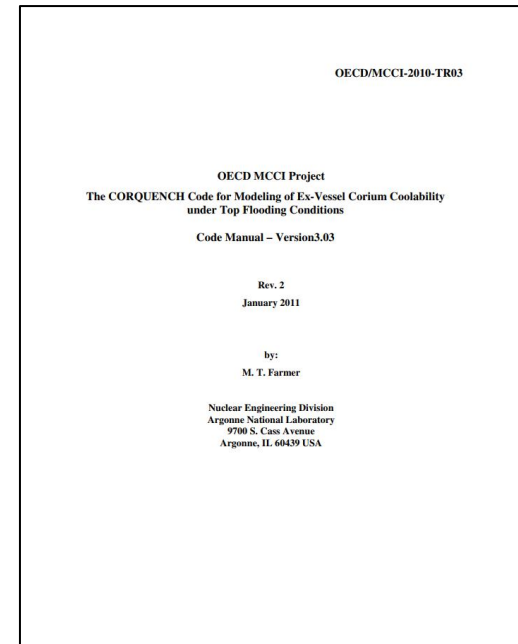 OECD/MCCI-2010-TR03
OECD MCCI Project
The CORQUENCH Code for Modeling of Ex-Vessel Corium Coolability
under Top Flooding Conditions
Code Manual – Version3.03
Rev. 2
January 2011
by:
M. T. Farmer
Nuclear Engineering Division
Argonne National Laboratory
9700 S. Cass Avenue
Argonne, IL 60439 USA